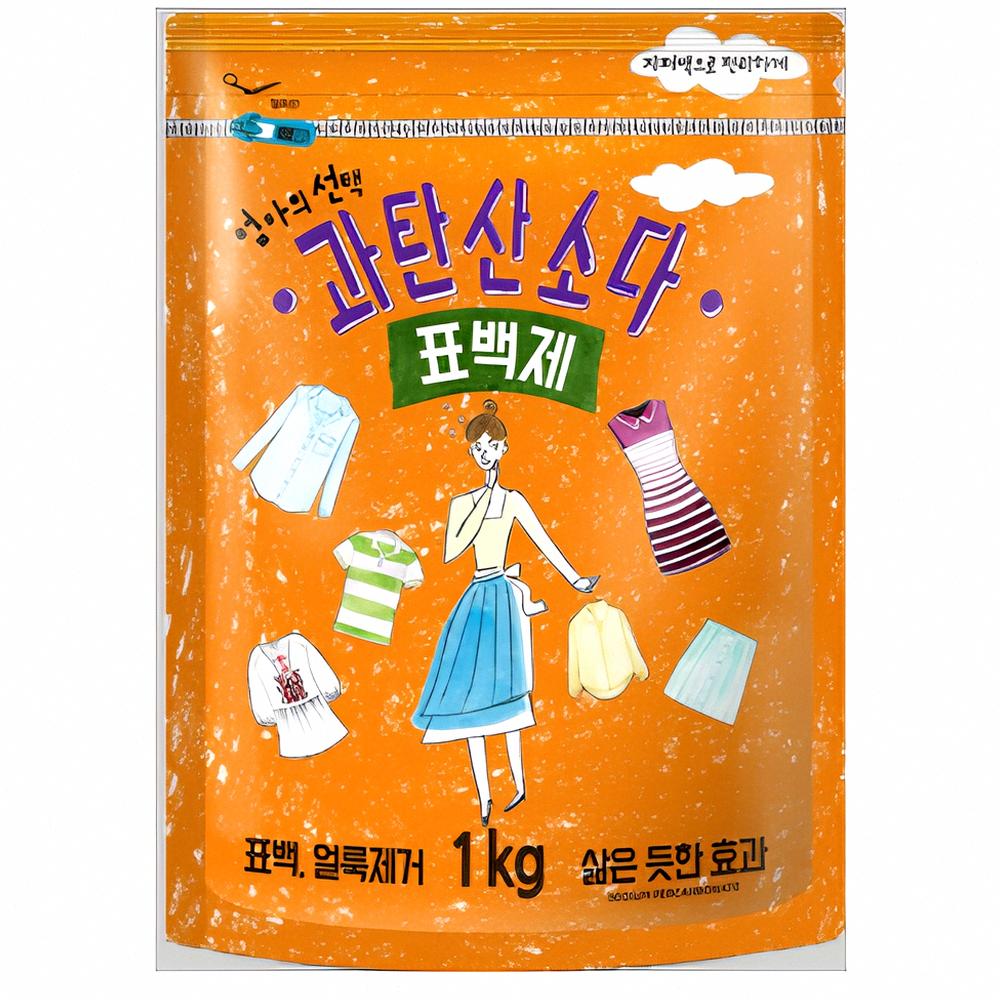 지퍼백으로 편리하게
엄마의 선택
과탄산소다
표백제
표백, 얼룩제거
1kg
삶은 듯한 효과